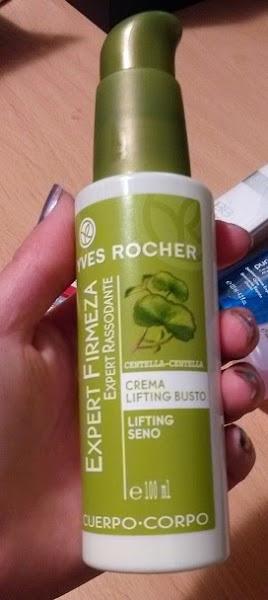 YVES ROCHER
EXPERT FIRMEZA
EXPERT RASSODANTE
CENTELLA-CENTELLA
CREMA
LIFTING BUSTO
LIFTING
SENO
e 100 ml
CUERPO·CORPO